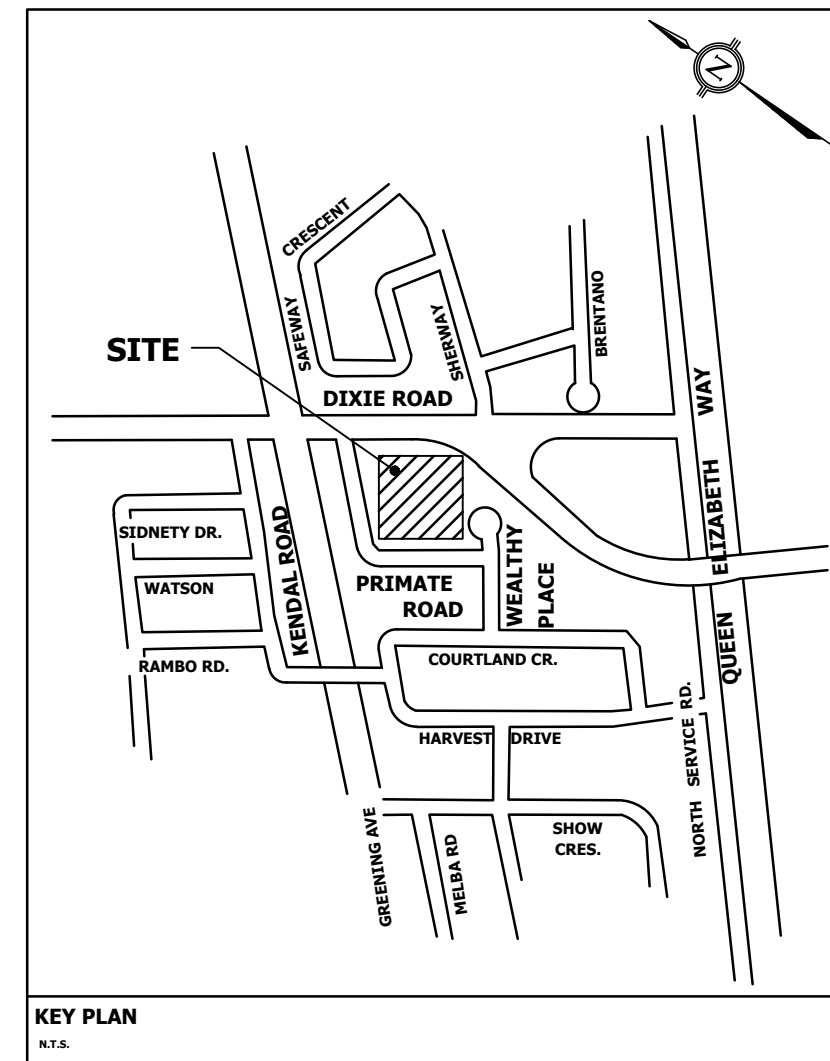 N
CRESCENT
SAFEWAY
SHERWAY
BRENTANO
SITE
DIXIE ROAD
QUEEN ELIZABETH WAY
SIDNETY DR.
WATSON
RAMBO RD.
KENDAL ROAD
PRIMATE
ROAD
WEALTHY
PLACE
COURTLAND CR.
HARVEST DRIVE
NORTH SERVICE RD.
GREENING AVE
MELBA RD
SHOW
CRES.
KEY PLAN
N.T.S.